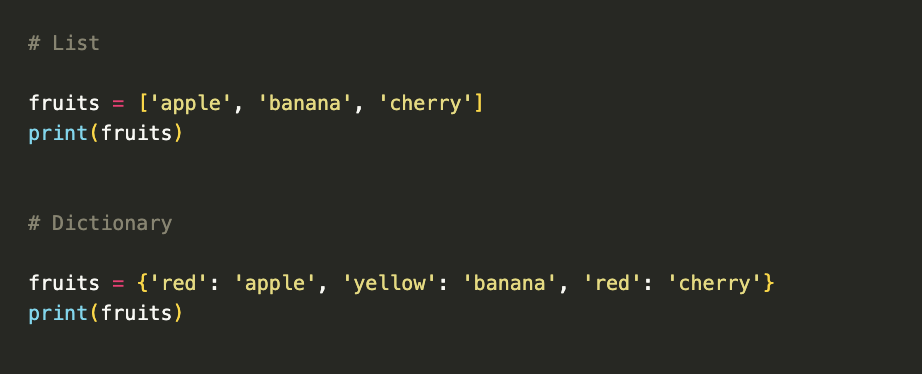 # List
fruits = ['apple', 'banana', 'cherry']
print(fruits)
# Dictionary
fruits = {'red': 'apple', 'yellow': 'banana', 'red': 'cherry'}
print(fruits)